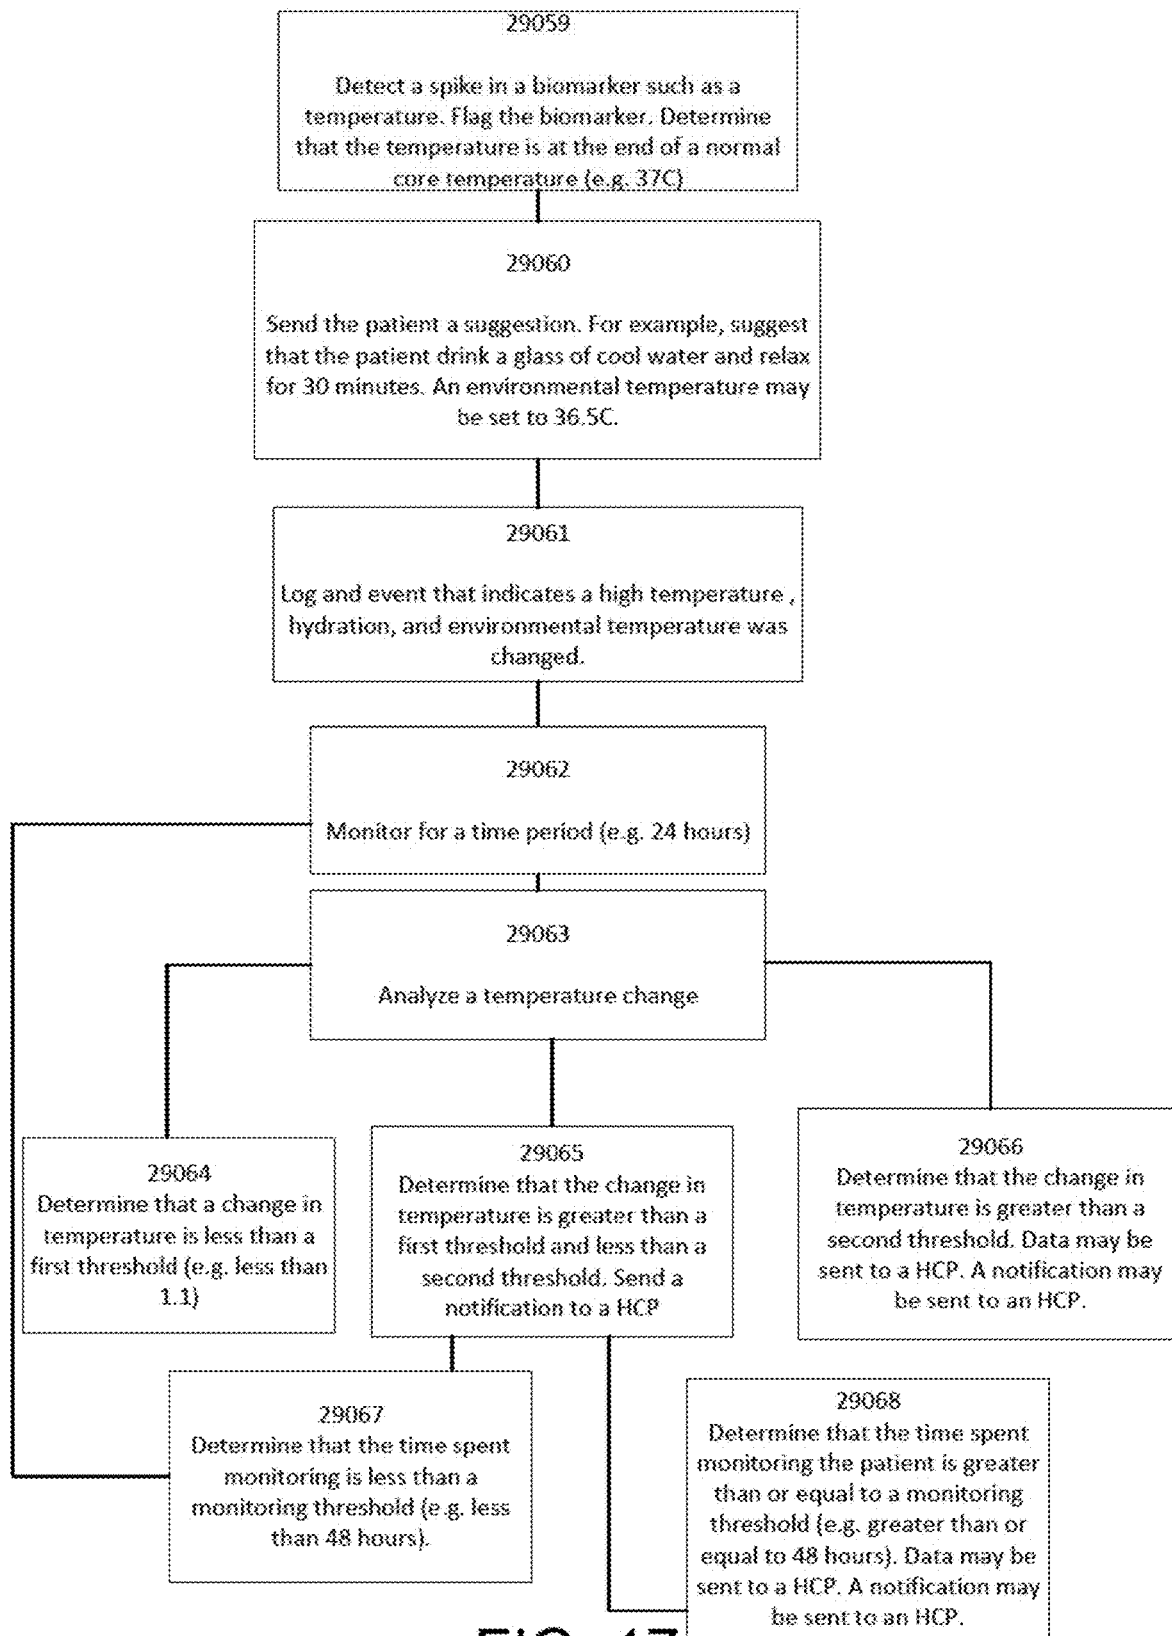 29059
Detect a spike in a biomarker such as a
temperature. Flag the biomarker. Determine
that the temperature is at the end of a normal
core temperature (e.g. 37C)
29060
Send the patient a suggestion. For example, suggest
that the patient drink a glass of cool water and relax
for 30 minutes. An environmental temperature may
be set to 36.5C.
29061
Log and event that indicates a high temperature ,
hydration, and environmental temperature was
changed.
29062
Monitor for a time period (e.g. 24 hours)
29063
Analyze a temperature change
29064
Determine that a change in
temperature is less than a
first threshold (e.g. less than
1.1)
29065
Determine that the change in
temperature is greater than a
first threshold and less than a
second threshold. Send a
notification to a HCP
29066
Determine that the change in
temperature is greater than a
second threshold. Data may be
sent to a HCP. A notification may
be sent to an HCP.
29067
Determine that the time spent
monitoring is less than a
monitoring threshold (e.g. less
than 48 hours).
29068
Determine that the time spent
monitoring the patient is greater
than or equal to a monitoring
threshold (e.g. greater than or
equal to 48 hours). Data may be
sent to a HCP. A notification may
be sent to an HCP.